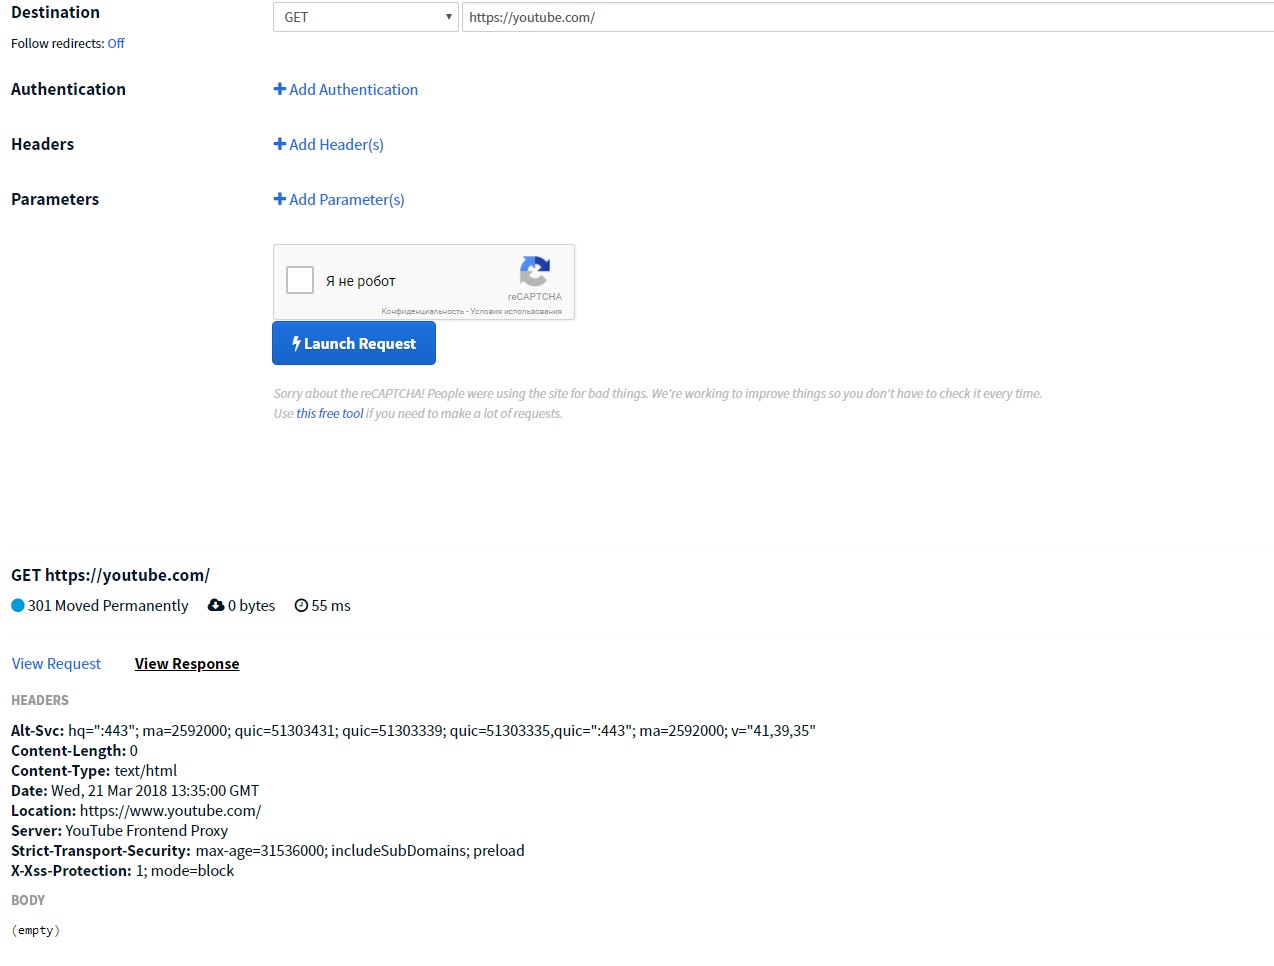 Destination
GET
https://youtube.com/
Follow redirects: Off
Authentication
Add Authentication
Headers
Add Header(s)
Parameters
Add Parameter(s)
Я не робот
reCAPTCHA
Конфиденциальность - Условия использования
Launch Request
Sorry about the reCAPTCHA! People were using the site for bad things. We're working to improve things so you don't have to check it every time.
Use this free tool if you need to make a lot of requests.
GET https://youtube.com/
301 Moved Permanently 0 bytes 55 ms
View Request View Response
HEADERS
Alt-Svc: hq=":443"; ma=2592000; quic=51303431; quic=51303339; quic=51303335,quic=":443"; ma=2592000; v="41,39,35"
Content-Length: 0
Content-Type: text/html
Date: Wed, 21 Mar 2018 13:35:00 GMT
Location: https://www.youtube.com/
Server: YouTube Frontend Proxy
Strict-Transport-Security: max-age=31536000; includeSubDomains; preload
X-Xss-Protection: 1; mode=block
BODY
(empty)